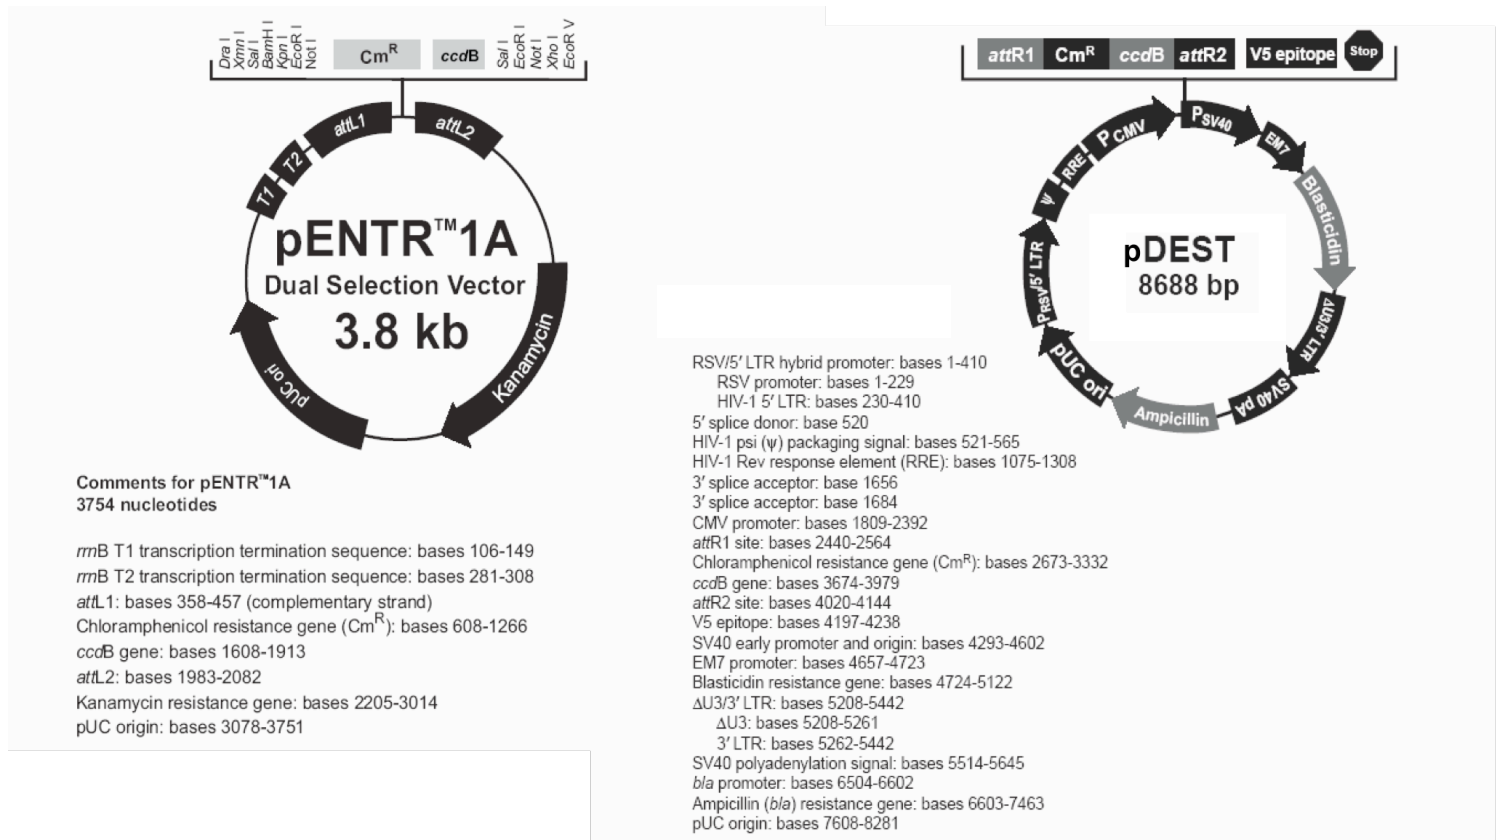 Dra I
Xmn I
Sal I
BamH I
Kpn I
EcoR I
Not I
Cm^R
ccdB
Sal I
EcoR I
Not I
Xho I
EcoR V
attL1
attL2
T2
T1
pENTR™1A
Dual Selection Vector
3.8 kb
Kanamycin
pUC ori
Comments for pENTR™1A
3754 nucleotides
rrnB T1 transcription termination sequence: bases 106-149
rrnB T2 transcription termination sequence: bases 281-308
attL1: bases 358-457 (complementary strand)
Chloramphenicol resistance gene (Cm^R): bases 608-1266
ccdB gene: bases 1608-1913
attL2: bases 1983-2082
Kanamycin resistance gene: bases 2205-3014
pUC origin: bases 3078-3751
attR1
Cm^R
ccdB
attR2
V5 epitope
Stop
P CMV
PSV40
EM7
RRE
Ψ
Blasticidin
PRSV/5′ LTR
pDEST
8688 bp
ΔU3/3′ LTR
pUC ori
SV40 pA
Ampicillin
RSV/5′ LTR hybrid promoter: bases 1-410
RSV promoter: bases 1-229
HIV-1 5′ LTR: bases 230-410
5′ splice donor: base 520
HIV-1 psi (ψ) packaging signal: bases 521-565
HIV-1 Rev response element (RRE): bases 1075-1308
3′ splice acceptor: base 1656
3′ splice acceptor: base 1684
CMV promoter: bases 1809-2392
attR1 site: bases 2440-2564
Chloramphenicol resistance gene (Cm^R): bases 2673-3332
ccdB gene: bases 3674-3979
attR2 site: bases 4020-4144
V5 epitope: bases 4197-4238
SV40 early promoter and origin: bases 4293-4602
EM7 promoter: bases 4657-4723
Blasticidin resistance gene: bases 4724-5122
ΔU3/3′ LTR: bases 5208-5442
ΔU3: bases 5208-5261
3′ LTR: bases 5262-5442
SV40 polyadenylation signal: bases 5514-5645
bla promoter: bases 6504-6602
Ampicillin (bla) resistance gene: bases 6603-7463
pUC origin: bases 7608-8281